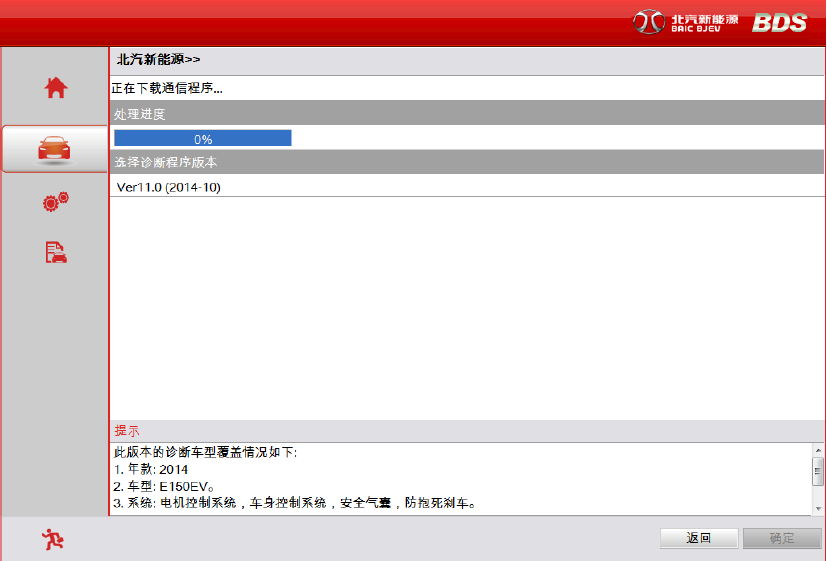 北汽新能源
BAIC BJEV
BDS
北汽新能源>>
正在下载通信程序...
处理进度
0%
选择诊断程序版本
Ver11.0 (2014-10)
提示
此版本的诊断车型覆盖情况如下:
1. 年款: 2014
2. 车型: E150EV。
3. 系统: 电机控制系统，车身控制系统，安全气囊，防抱死刹车。
返回
确定